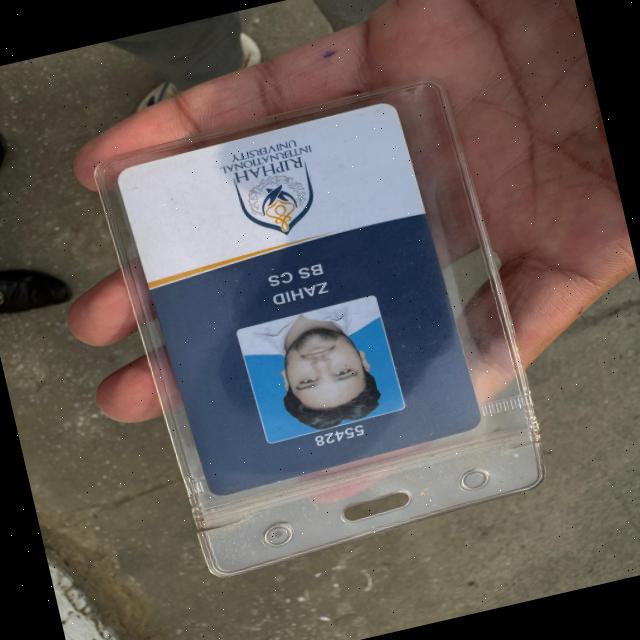 55428
ZAHID
BS CS
RIPHAH
INTERNATIONAL
UNIVERSITY